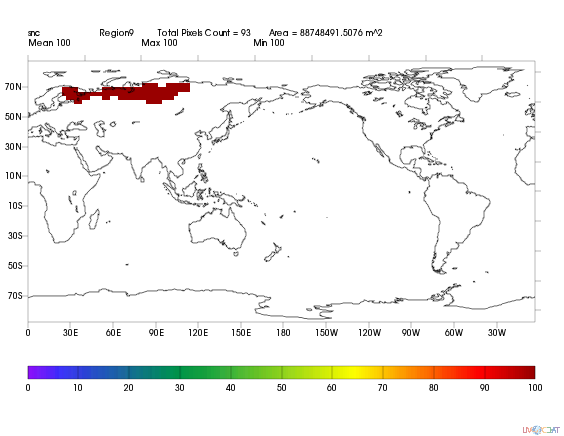 snc Region9 Total Pixels Count = 93 Area = 88748491.5076 m^2
Mean 100 Max 100 Min 100
70N
50N
30N
10N
10S
30S
50S
70S
0 30E 60E 90E 120E 150E 180 150W 120W 90W 60W 30W
0 10 20 30 40 50 60 70 80 90 100